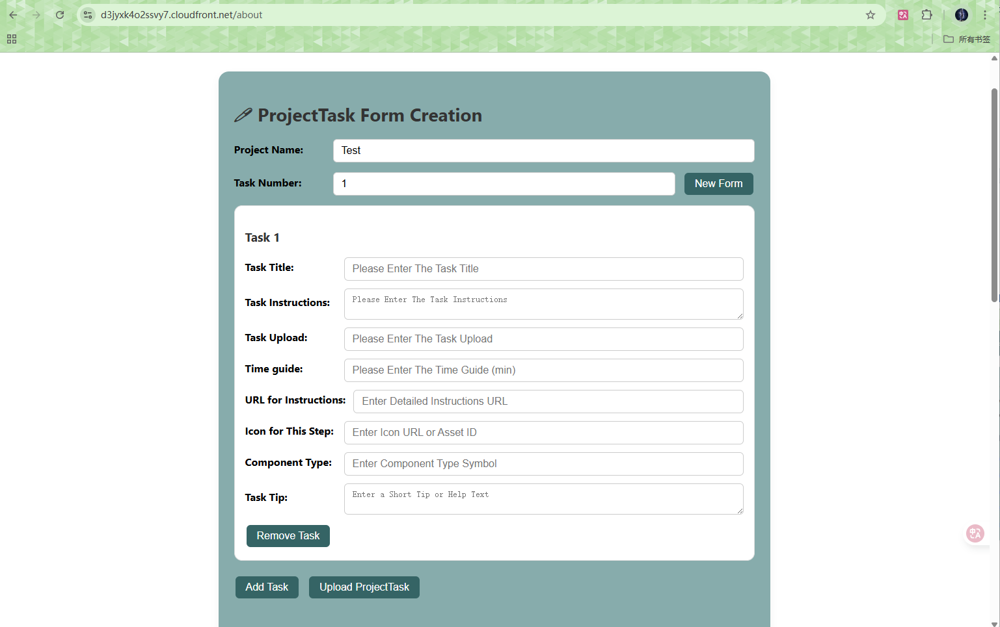 d3jyxk4o2ssvy7.cloudfront.net/about
所有书签
ProjectTask Form Creation
Project Name: Test
Task Number: 1 New Form
Task 1
Task Title: Please Enter The Task Title
Task Instructions: Please Enter The Task Instructions
Task Upload: Please Enter The Task Upload
Time guide: Please Enter The Time Guide (min)
URL for Instructions: Enter Detailed Instructions URL
Icon for This Step: Enter Icon URL or Asset ID
Component Type: Enter Component Type Symbol
Task Tip: Enter a Short Tip or Help Text
Remove Task
Add Task Upload ProjectTask